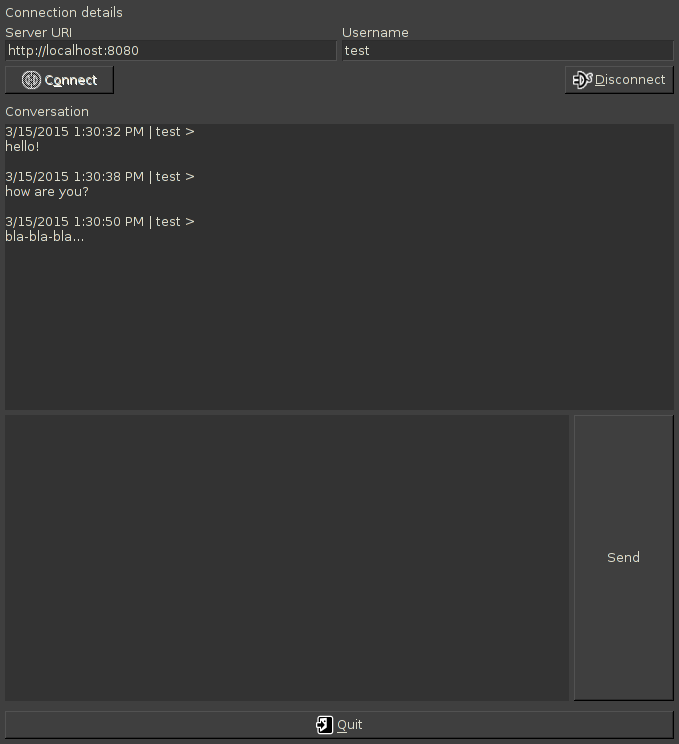 Connection details
Server URI Username
http://localhost:8080 test
Connect Disconnect
Conversation
3/15/2015 1:30:32 PM | test >
hello!
3/15/2015 1:30:38 PM | test >
how are you?
3/15/2015 1:30:50 PM | test >
bla-bla-bla...
Send
Quit